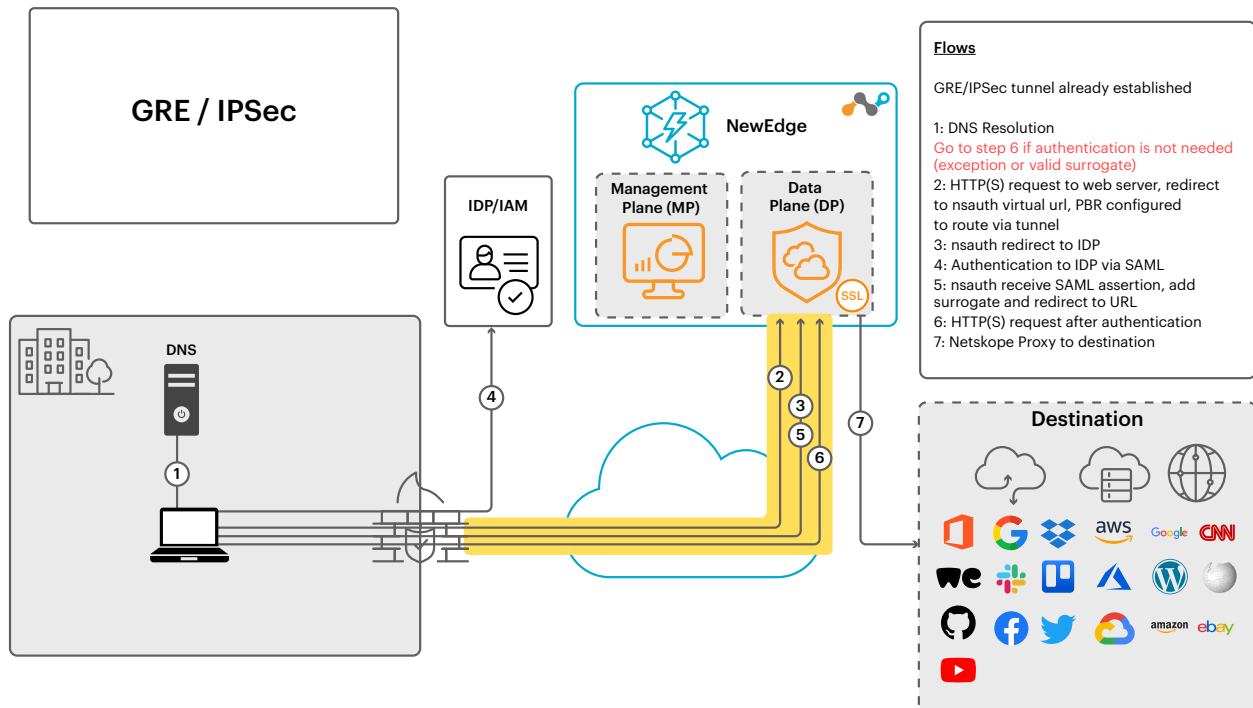 GRE / IPSec
NewEdge
Management
Plane (MP)
Data
Plane (DP)
SSL
IDP/IAM
DNS
1
4
2
3
5
6
7
Flows
GRE/IPSec tunnel already established
1: DNS Resolution
Go to step 6 if authentication is not needed
(exception or valid surrogate)
2: HTTP(S) request to web server, redirect
to nsauth virtual url, PBR configured
to route via tunnel
3: nsauth redirect to IDP
4: Authentication to IDP via SAML
5: nsauth receive SAML assertion, add
surrogate and redirect to URL
6: HTTP(S) request after authentication
7: Netskope Proxy to destination
Destination
aws
Google
CNN
we
amazon
ebay